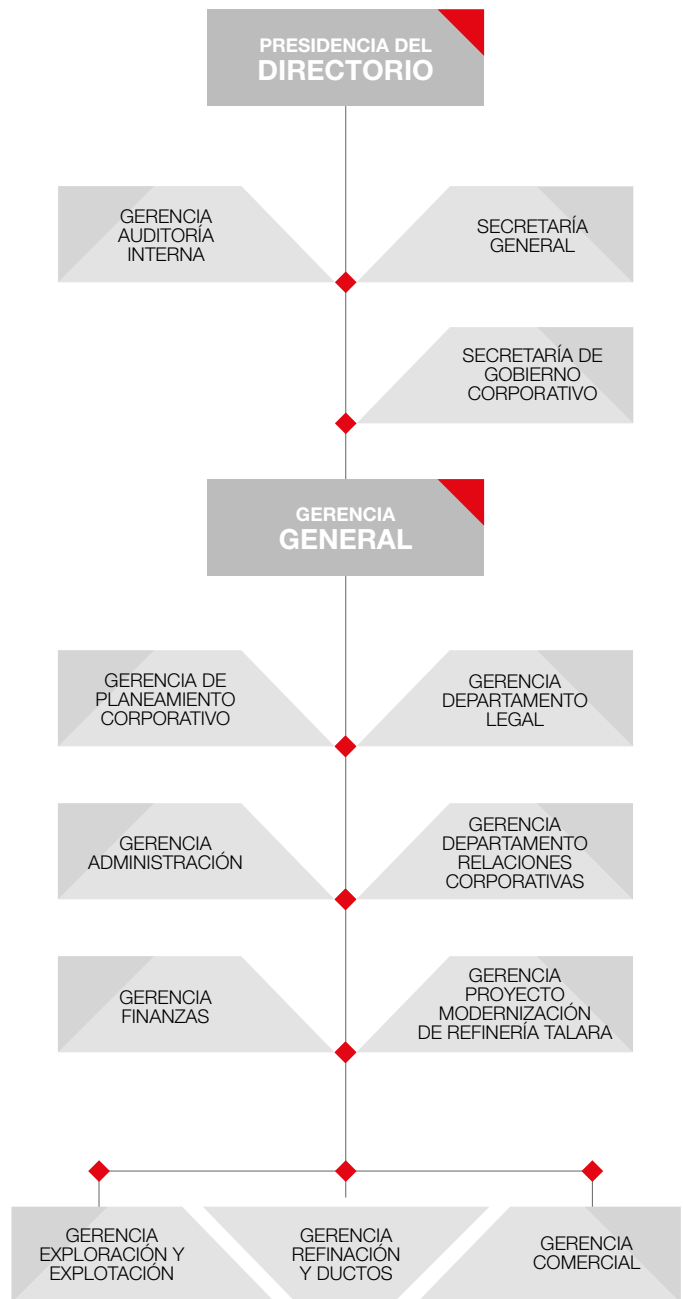 PRESIDENCIA DEL
DIRECTORIO
GERENCIA
AUDITORÍA
INTERNA
SECRETARÍA
GENERAL
SECRETARÍA DE
GOBIERNO
CORPORATIVO
GERENCIA
GENERAL
GERENCIA DE
PLANEAMIENTO
CORPORATIVO
GERENCIA
DEPARTAMENTO
LEGAL
GERENCIA
ADMINISTRACIÓN
GERENCIA
DEPARTAMENTO
RELACIONES
CORPORATIVAS
GERENCIA
FINANZAS
GERENCIA
PROYECTO
MODERNIZACIÓN
DE REFINERÍA TALARA
GERENCIA
EXPLORACIÓN Y
EXPLOTACIÓN
GERENCIA
REFINACIÓN
Y DUCTOS
GERENCIA
COMERCIAL